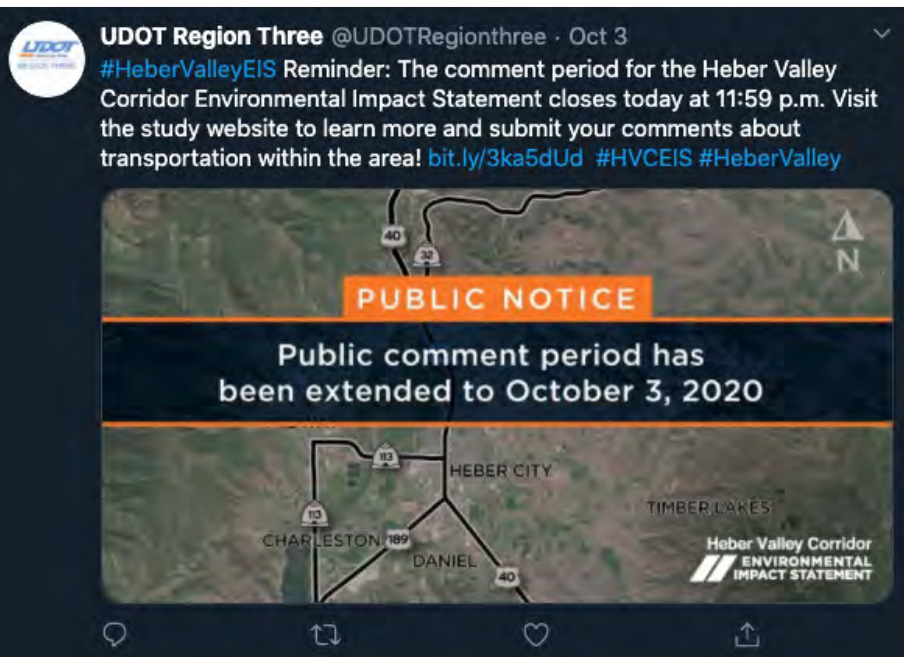 UDOT
REGION THREE
UDOT Region Three @UDOTRegionthree · Oct 3
#HeberValleyEIS Reminder: The comment period for the Heber Valley
Corridor Environmental Impact Statement closes today at 11:59 p.m. Visit
the study website to learn more and submit your comments about
transportation within the area! bit.ly/3ka5dUd #HVCEIS #HeberValley
40
32
N
PUBLIC NOTICE
Public comment period has
been extended to October 3, 2020
113
HEBER CITY
TIMBER LAKES
113
CHARLESTON 189
DANIEL
40
Heber Valley Corridor
ENVIRONMENTAL
IMPACT STATEMENT